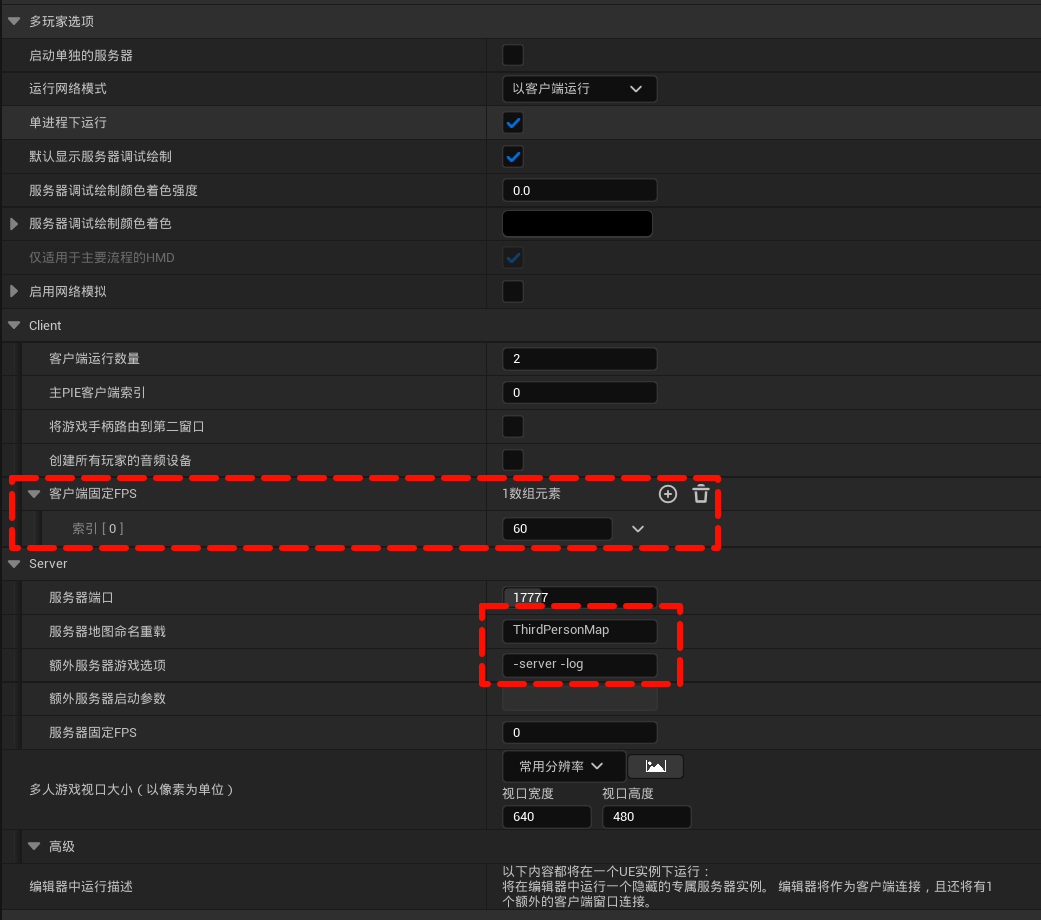 多玩家选项
启动单独的服务器
运行网络模式 以客户端运行
单进程下运行
默认显示服务器调试绘制
服务器调试绘制颜色着色强度 0.0
服务器调试绘制颜色着色
仅适用于主要流程的HMD
启用网络模拟
Client
客户端运行数量 2
主PIE客户端索引 0
将游戏手柄路由到第二窗口
创建所有玩家的音频设备
客户端固定FPS 1数组元素
索引 [ 0 ] 60
Server
服务器端口 17777
服务器地图命名重载 ThirdPersonMap
额外服务器游戏选项 -server -log
额外服务器启动参数
服务器固定FPS 0
多人游戏视口大小（以像素为单位） 常用分辨率
视口宽度 视口高度
640 480
高级
编辑器中运行描述 以下内容都将在一个UE实例下运行：
将在编辑器中运行一个隐藏的专属服务器实例。 编辑器将作为客户端连接，且还将有1
个额外的客户端窗口连接。